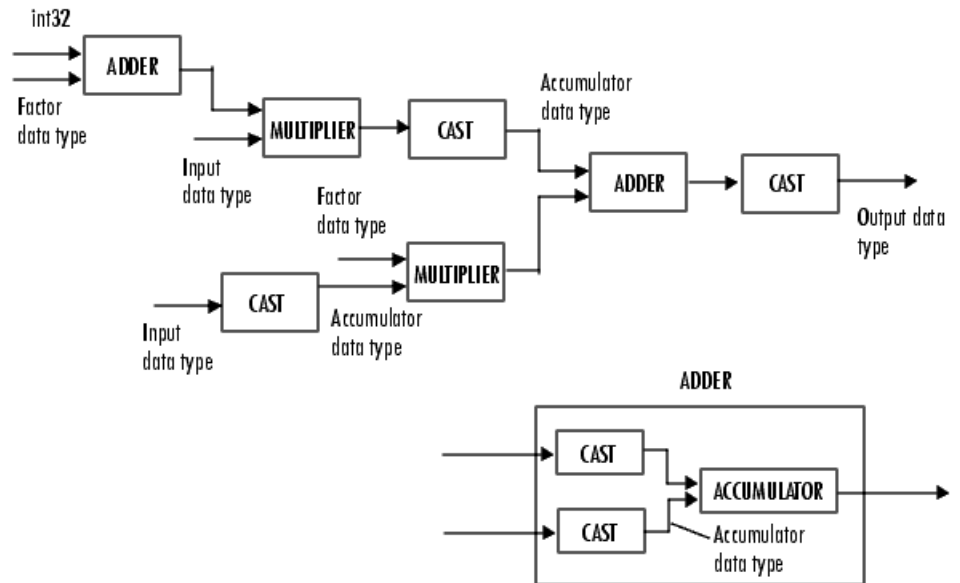 int32
ADDER
Factor
data type
MULTIPLIER
Input
data type
CAST
Accumulator
data type
ADDER
CAST
Output data
type
Factor
data type
MULTIPLIER
CAST
Input
data type
Accumulator
data type
ADDER
CAST
ACCUMULATOR
CAST
Accumulator
data type